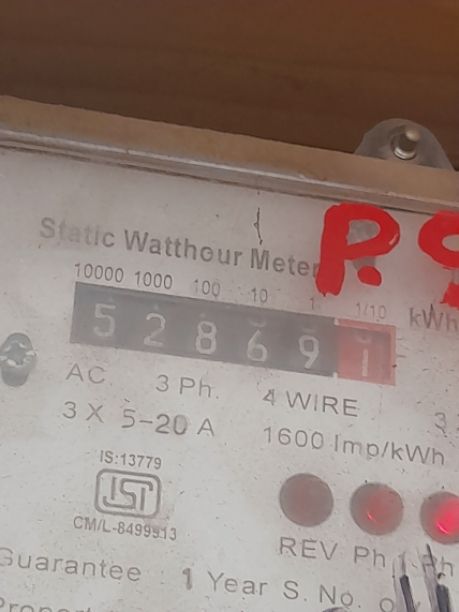 P.S
Static Watthour Meter
10000 1000 100 10 1 1/10 kWh
5 2 8 6 9 1
AC 3 Ph. 4 WIRE
3 X 5-20 A 1600 Imp/kWh
IS:13779
ISI
CM/L-8499913
REV Ph Ph
Guarantee 1 Year S. No